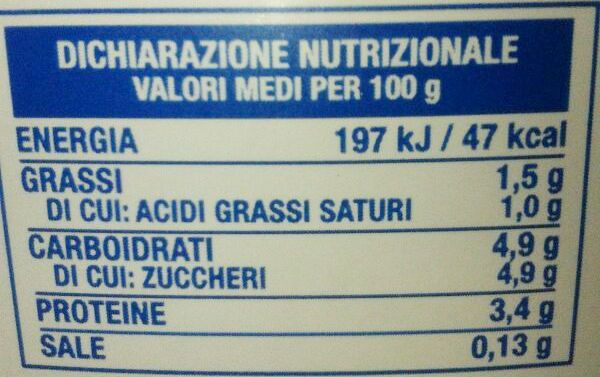 DICHIARAZIONE NUTRIZIONALE
VALORI MEDI PER 100 g
ENERGIA 197 kJ / 47 kcal
GRASSI 1,5 g
DI CUI: ACIDI GRASSI SATURI 1,0 g
CARBOIDRATI 4,9 g
DI CUI: ZUCCHERI 4,9 g
PROTEINE 3,4 g
SALE 0,13 g